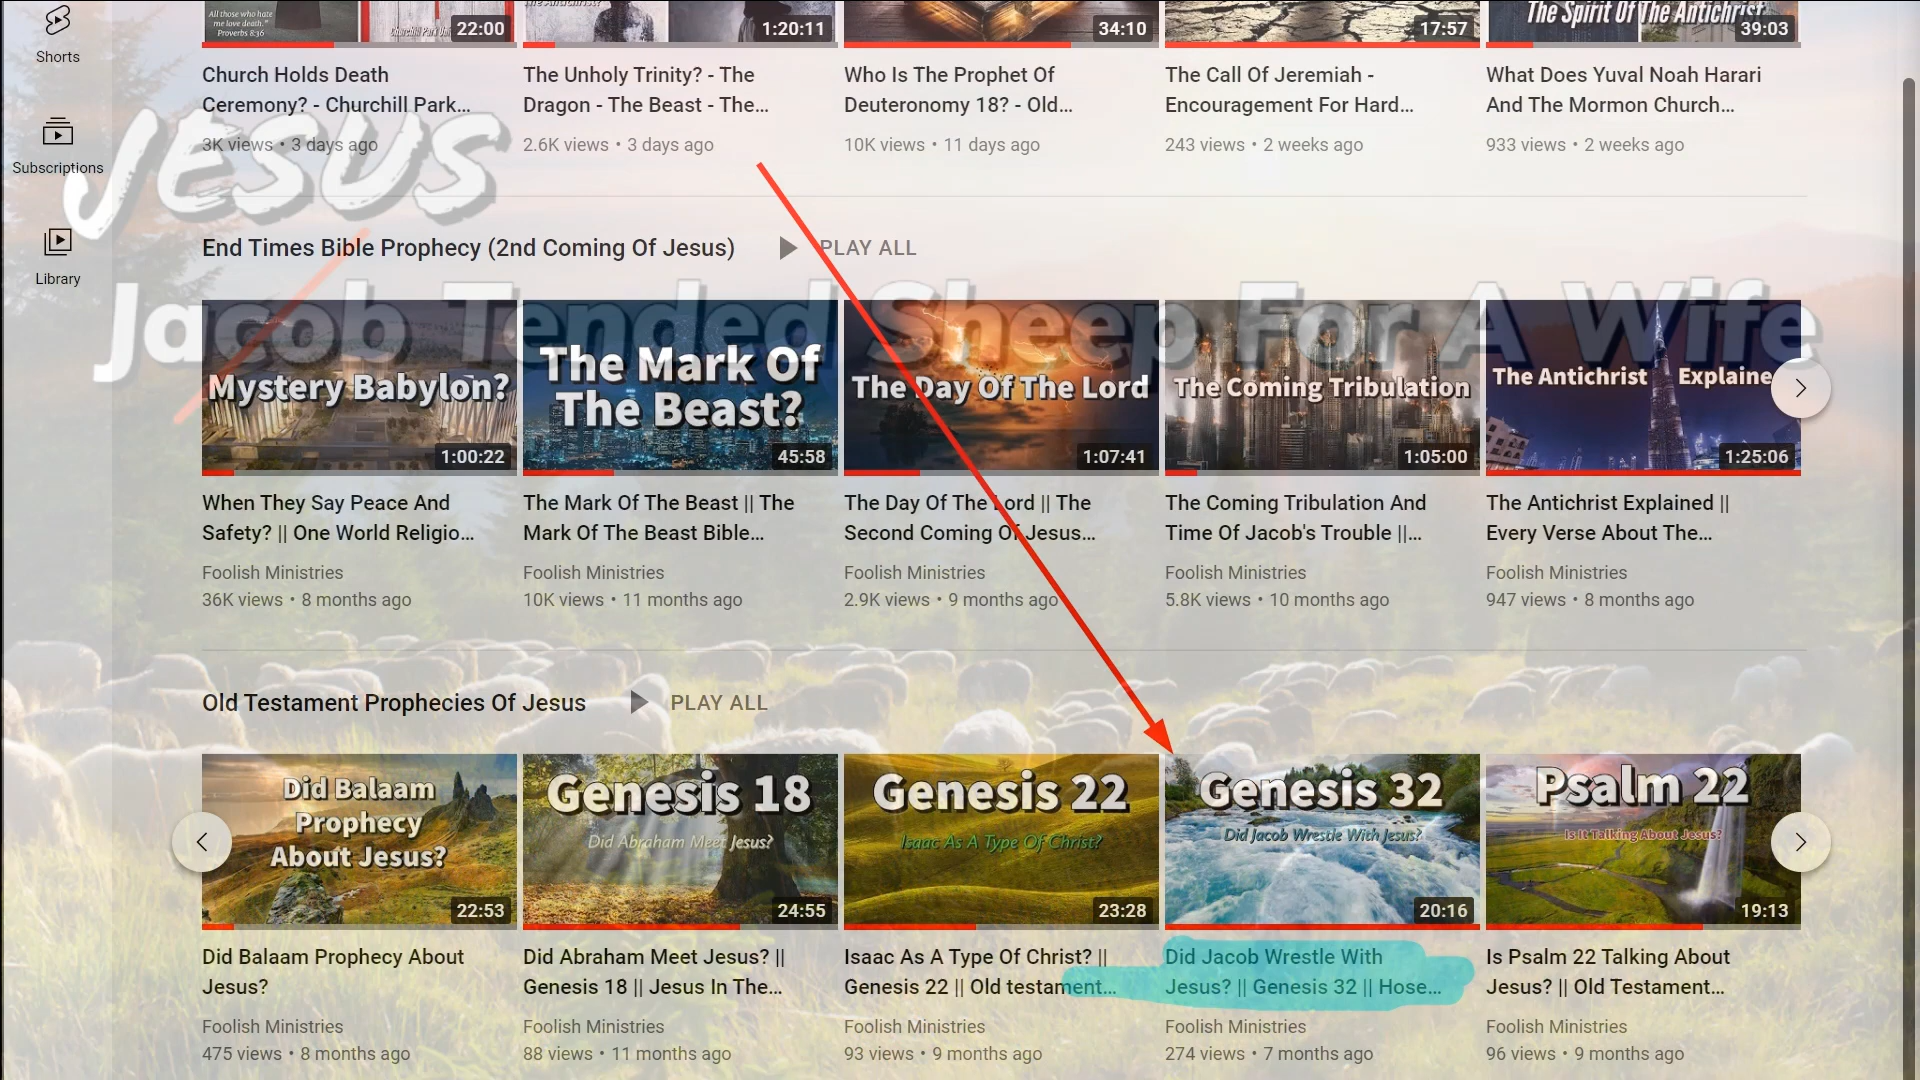 Shorts
Subscriptions
Library
All those who hate
me love death."
Proverbs 8:36
22:00
1:20:11
34:10
17:57
The Spirit Of The Antichrist
39:03
Church Holds Death
Ceremony? - Churchill Park...
3K views • 3 days ago
The Unholy Trinity? - The
Dragon - The Beast - The...
2.6K views • 3 days ago
Who Is The Prophet Of
Deuteronomy 18? - Old...
10K views • 11 days ago
The Call Of Jeremiah -
Encouragement For Hard...
243 views • 2 weeks ago
What Does Yuval Noah Harari
And The Mormon Church...
933 views • 2 weeks ago
JESUS
Jacob Tended Sheep For A Wife
End Times Bible Prophecy (2nd Coming Of Jesus)
PLAY ALL
Mystery Babylon?
1:00:22
When They Say Peace And
Safety? || One World Religio...
Foolish Ministries
36K views • 8 months ago
The Mark Of
The Beast?
45:58
The Mark Of The Beast || The
Mark Of The Beast Bible...
Foolish Ministries
10K views • 11 months ago
The Day Of The Lord
1:07:41
The Day Of The Lord || The
Second Coming Of Jesus...
Foolish Ministries
2.9K views • 9 months ago
The Coming Tribulation
1:05:00
The Coming Tribulation And
Time Of Jacob's Trouble ||...
Foolish Ministries
5.8K views • 10 months ago
The Antichrist Explaine
1:25:06
The Antichrist Explained ||
Every Verse About The...
Foolish Ministries
947 views • 8 months ago
Old Testament Prophecies Of Jesus
PLAY ALL
Did Balaam
Prophecy
About Jesus?
22:53
Did Balaam Prophecy About
Jesus?
Foolish Ministries
475 views • 8 months ago
Genesis 18
Did Abraham Meet Jesus?
24:55
Did Abraham Meet Jesus? ||
Genesis 18 || Jesus In The...
Foolish Ministries
88 views • 11 months ago
Genesis 22
Isaac As A Type Of Christ?
23:28
Isaac As A Type Of Christ? ||
Genesis 22 || Old testament...
Foolish Ministries
93 views • 9 months ago
Genesis 32
Did Jacob Wrestle With Jesus?
20:16
Did Jacob Wrestle With
Jesus? || Genesis 32 || Hose...
Foolish Ministries
274 views • 7 months ago
Psalm 22
Is It Talking About Jesus?
19:13
Is Psalm 22 Talking About
Jesus? || Old Testament...
Foolish Ministries
96 views • 9 months ago